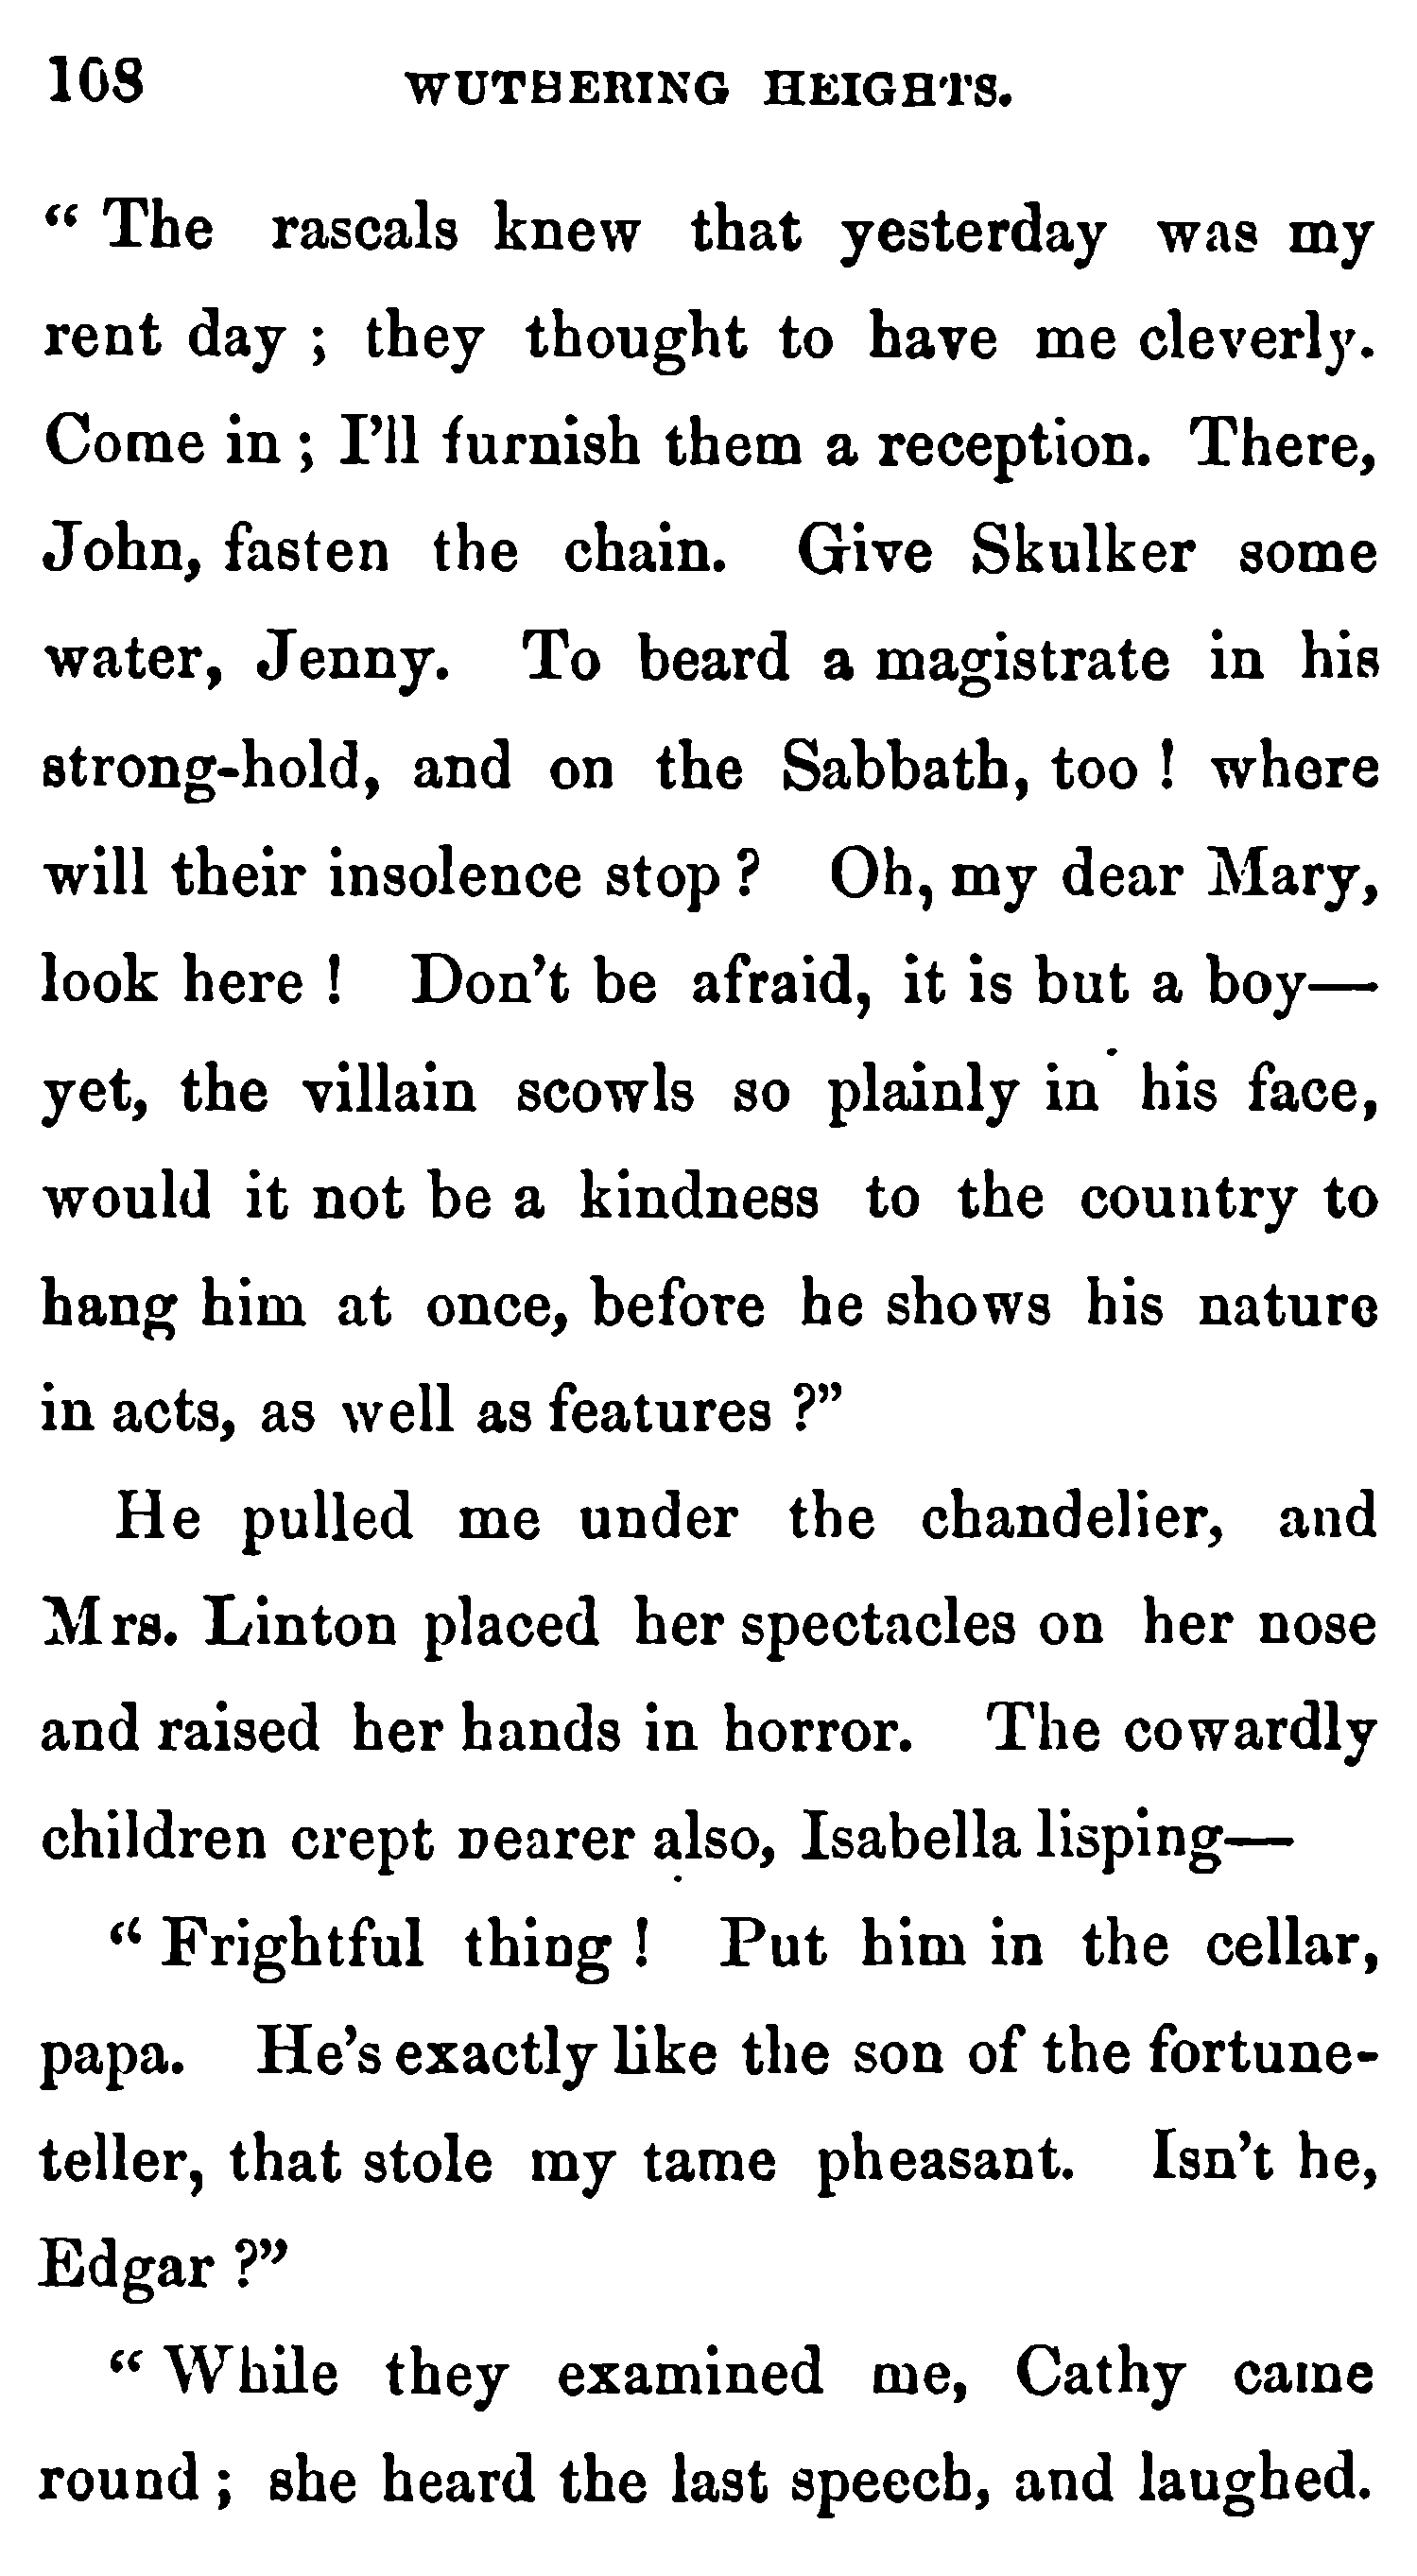 108 WUTHERING HEIGHTS.
“ The rascals knew that yesterday was my
rent day ; they thought to have me cleverly.
Come in ; I’ll furnish them a reception. There,
John, fasten the chain. Give Skulker some
water, Jenny. To beard a magistrate in his
strong-hold, and on the Sabbath, too ! where
will their insolence stop ? Oh, my dear Mary,
look here ! Don’t be afraid, it is but a boy—
yet, the villain scowls so plainly in his face,
would it not be a kindness to the country to
hang him at once, before he shows his nature
in acts, as well as features ?”
He pulled me under the chandelier, and
Mrs. Linton placed her spectacles on her nose
and raised her hands in horror. The cowardly
children crept nearer also, Isabella lisping—
“ Frightful thing ! Put him in the cellar,
papa. He’s exactly like the son of the fortune-
teller, that stole my tame pheasant. Isn’t he,
Edgar ?”
“ While they examined me, Cathy came
round ; she heard the last speech, and laughed.